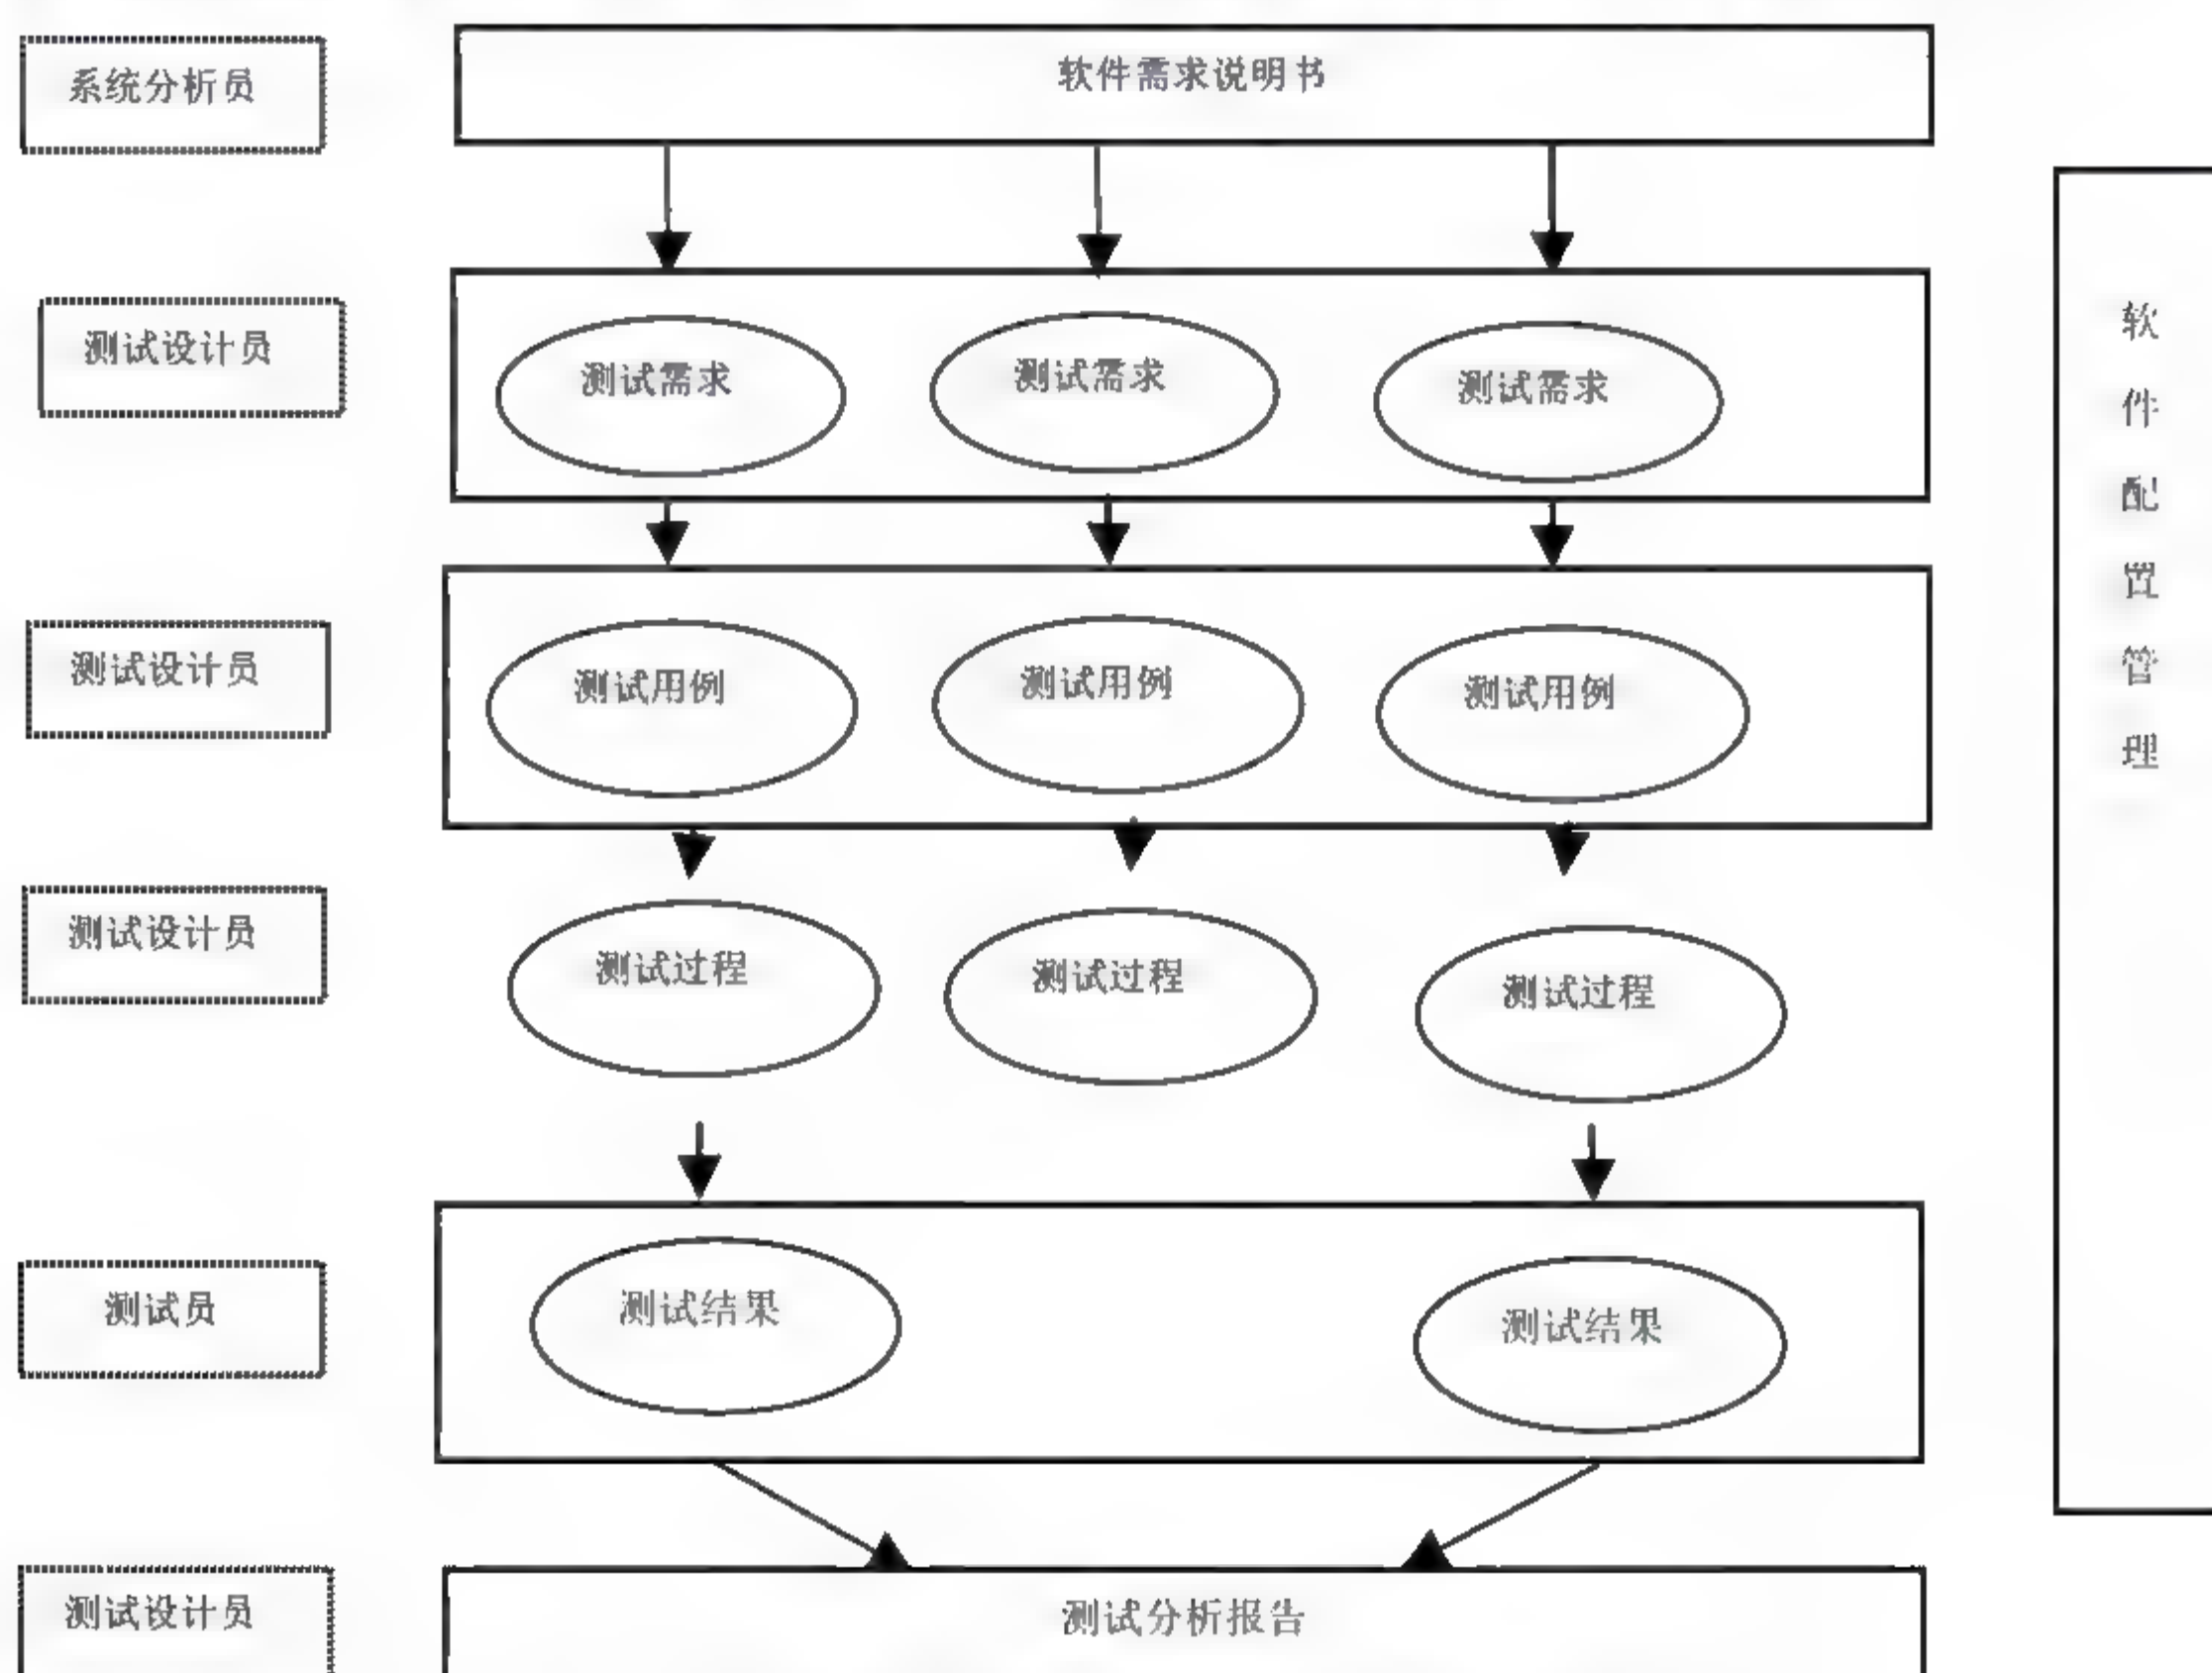 系统分析员
软件需求说明书
测试设计员
测试需求
测试需求
测试需求
测试设计员
测试用例
测试用例
测试用例
测试设计员
测试过程
测试过程
测试过程
测试员
测试结果
测试结果
测试设计员
测试分析报告
软
件
配
置
管
理